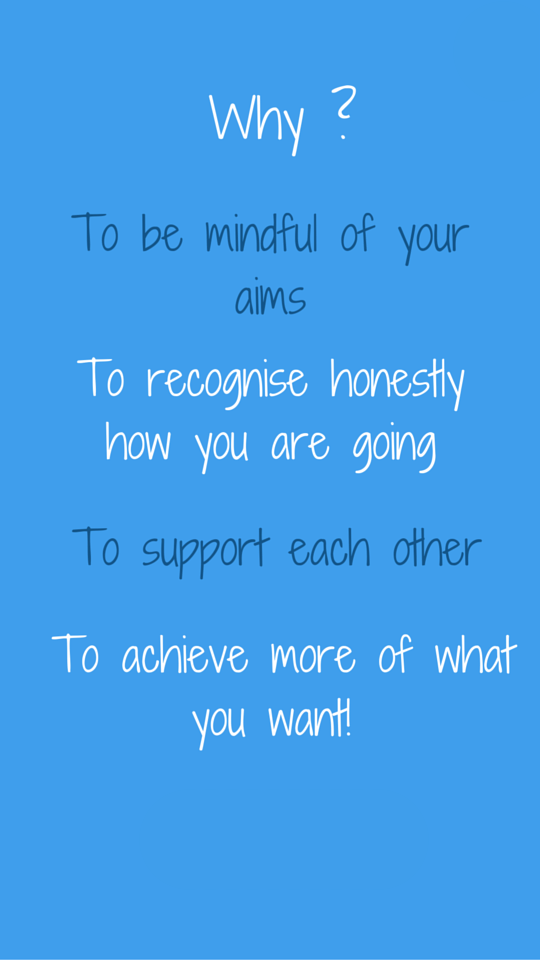 Why ?
To be mindful of your
aims
To recognise honestly
how you are going
To support each other
To achieve more of what
you want!